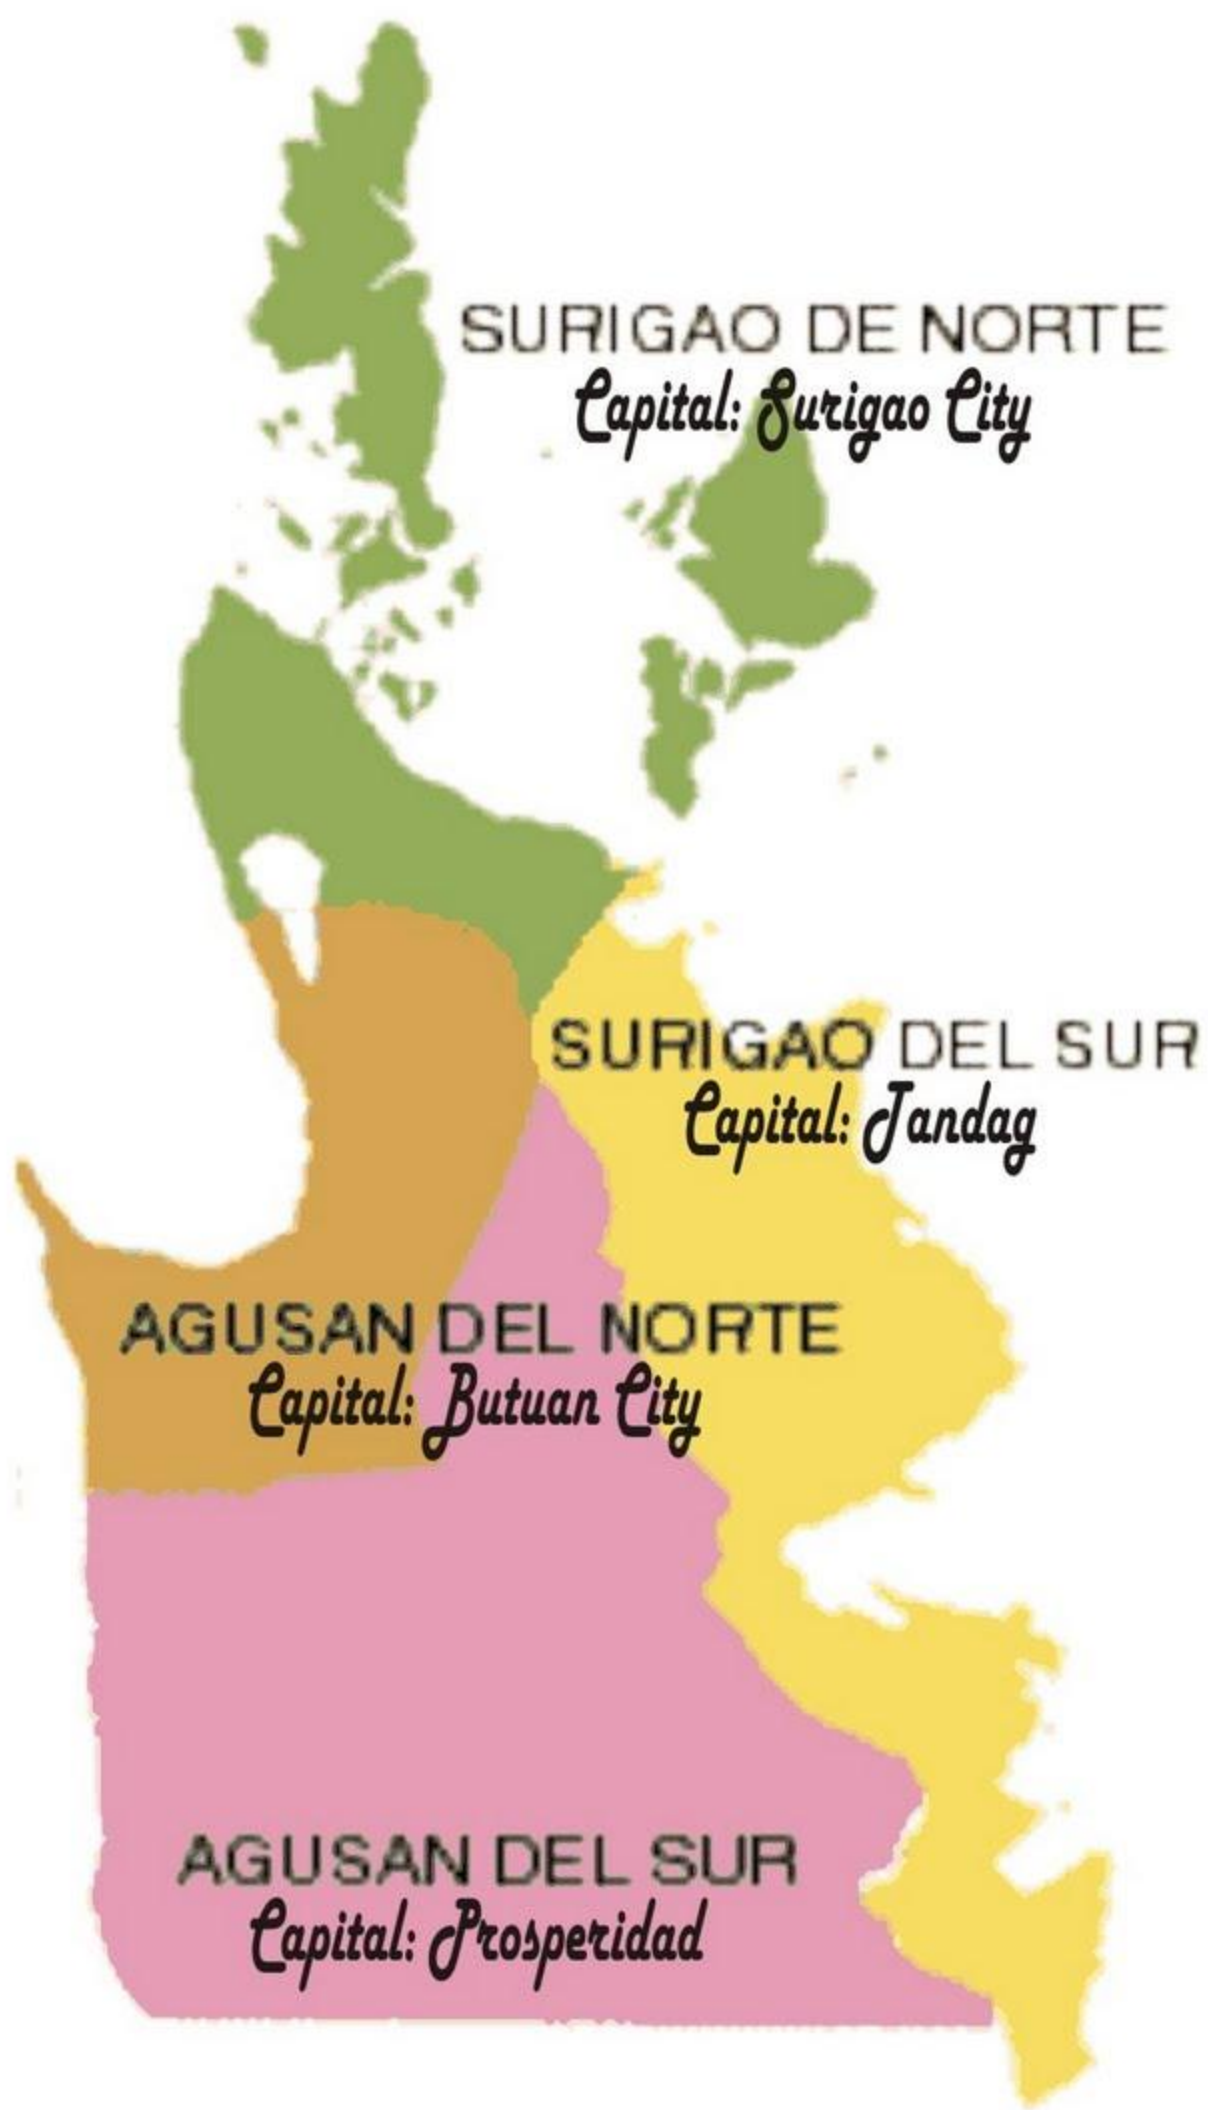 SURIGAO DE NORTE
Capital: Surigao City
SURIGAO DEL SUR
Capital: Tandag
AGUSAN DEL NORTE
Capital: Butuan City
AGUSAN DEL SUR
Capital: Prosperidad